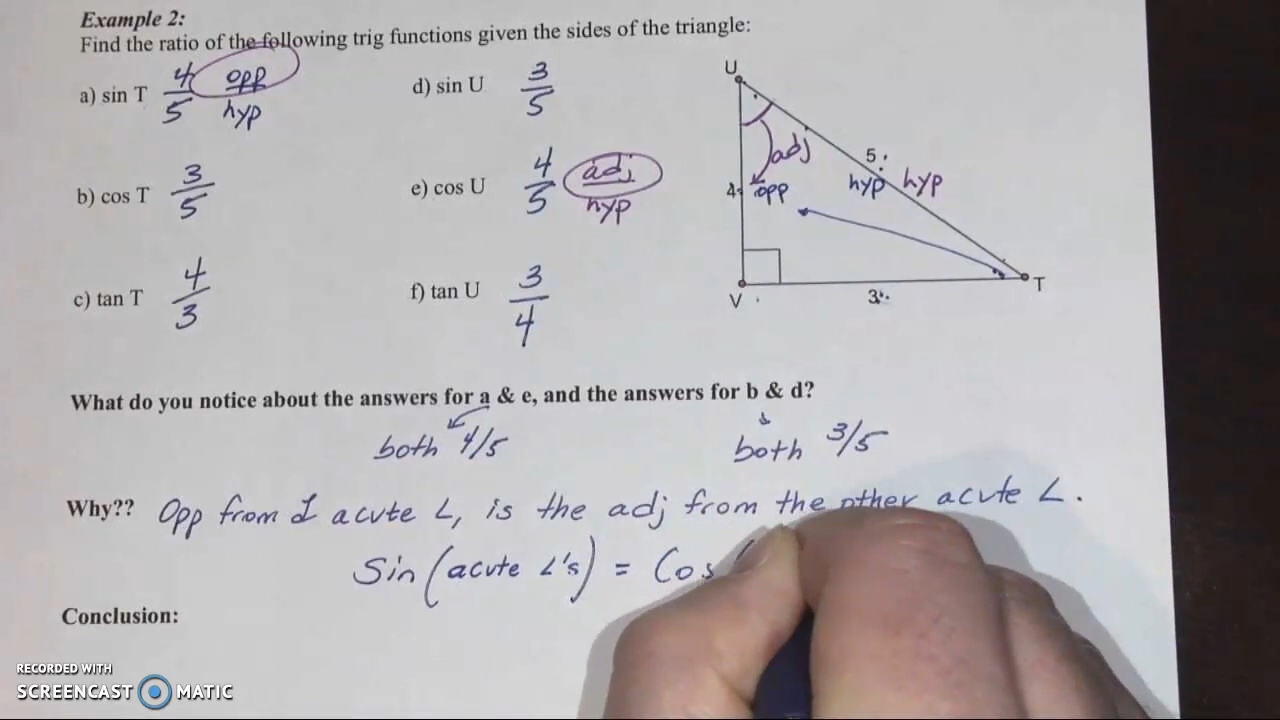 Example 2:
Find the ratio of the following trig functions given the sides of the triangle:
a) sin T 4/5 opp/hyp
d) sin U 3/5
b) cos T 3/5
e) cos U 4/5 adj/hyp
c) tan T 4/3
f) tan U 3/4
U
adj
5
4 opp
hyp hyp
V
3
T
What do you notice about the answers for a & e, and the answers for b & d?
both 4/5
both 3/5
Why?? Opp from 1 acute ∠, is the adj from the other acute ∠.
Sin (acute ∠'s) = Cos (
Conclusion:
RECORDED WITH
SCREENCAST MATIC